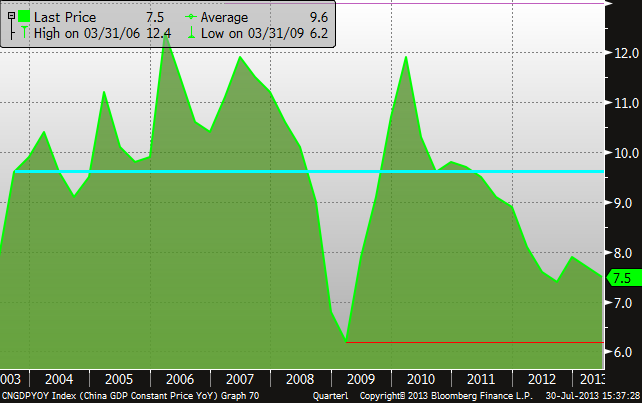 Last Price 7.5 Average 9.6
High on 03/31/06 12.4 Low on 03/31/09 6.2
12.0
11.0
10.0
9.0
8.0
7.5
7.0
6.0
003 2004 2005 2006 2007 2008 2009 2010 2011 2012 2013
CNGDPYOY Index (China GDP Constant Price YoY) Graph 70 Quarterl Copyright© 2013 Bloomberg Finance L.P. 30-Jul-2013 15:37:28